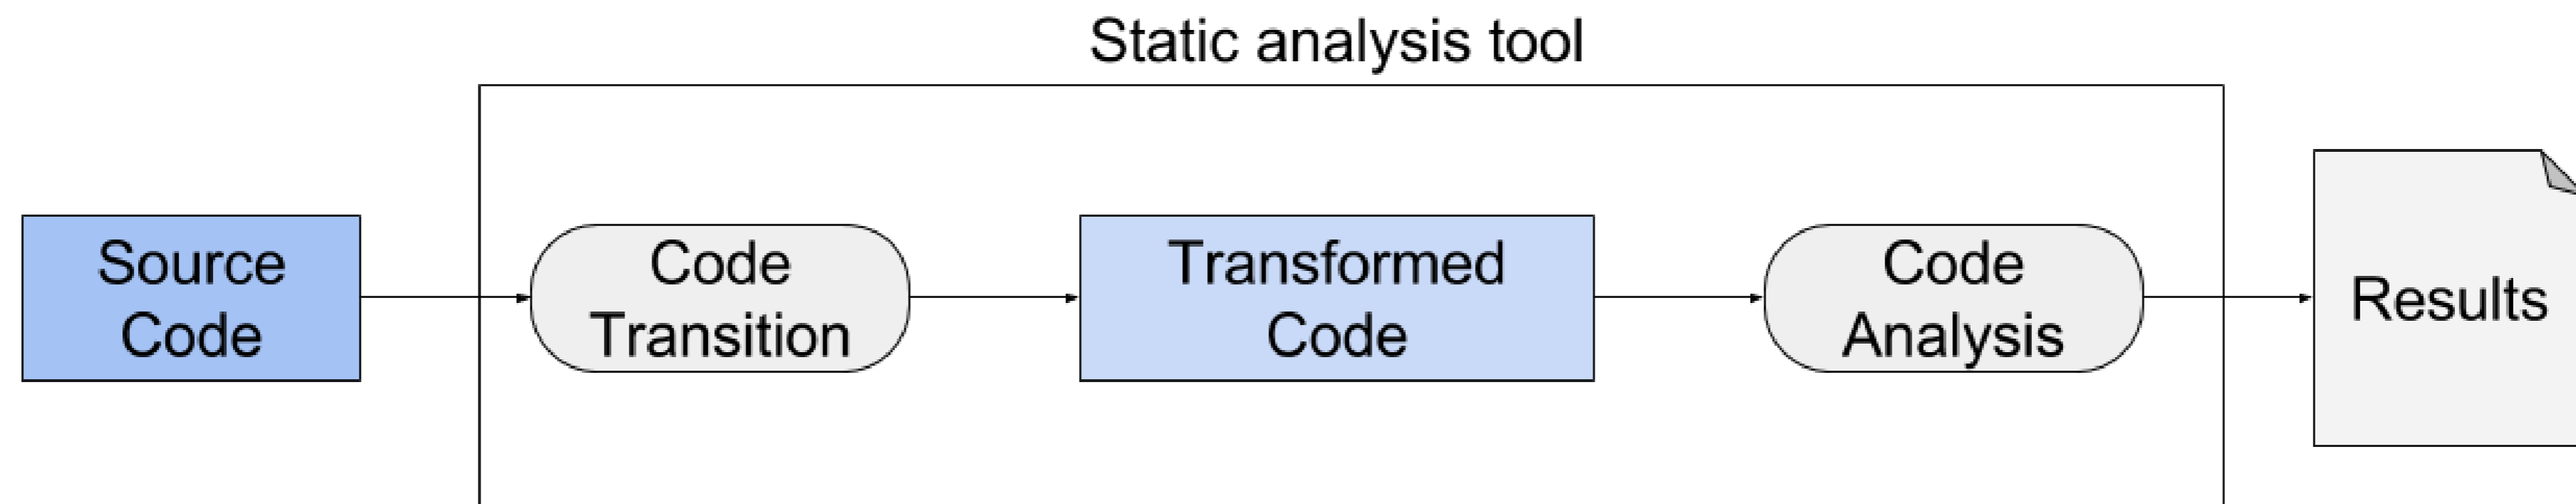 Static analysis tool
Source
Code
Code
Transition
Transformed
Code
Code
Analysis
Results